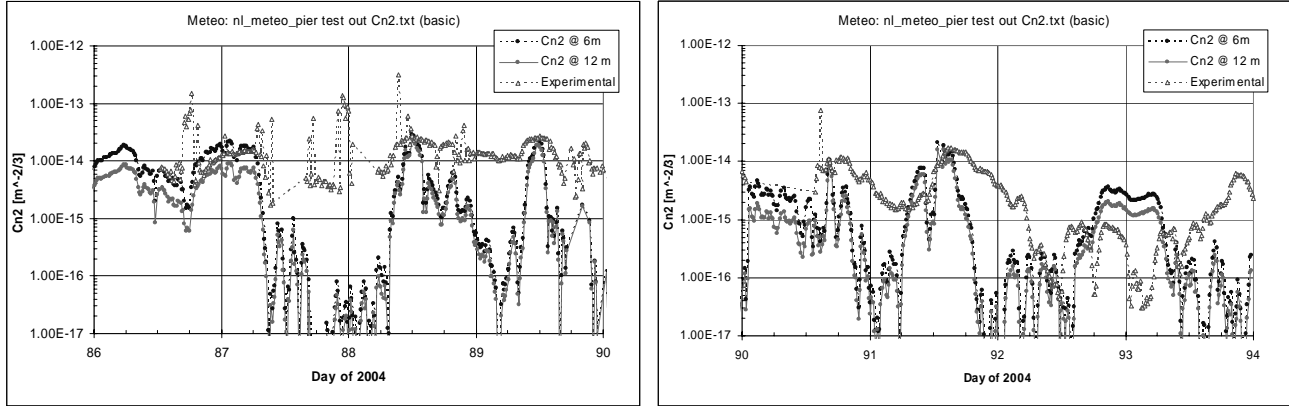 Meteo: nl_meteo_pier test out Cn2.txt (basic)
Cn2 @ 6m
Cn2 @ 12 m
Experimental
1.00E-12
1.00E-13
1.00E-14
1.00E-15
1.00E-16
1.00E-17
Cn2 [m^-2/3]
86
87
88
89
90
Day of 2004
Meteo: nl_meteo_pier test out Cn2.txt (basic)
Cn2 @ 6m
Cn2 @ 12 m
Experimental
1.00E-12
1.00E-13
1.00E-14
1.00E-15
1.00E-16
1.00E-17
Cn2 [m^-2/3]
90
91
92
93
94
Day of 2004